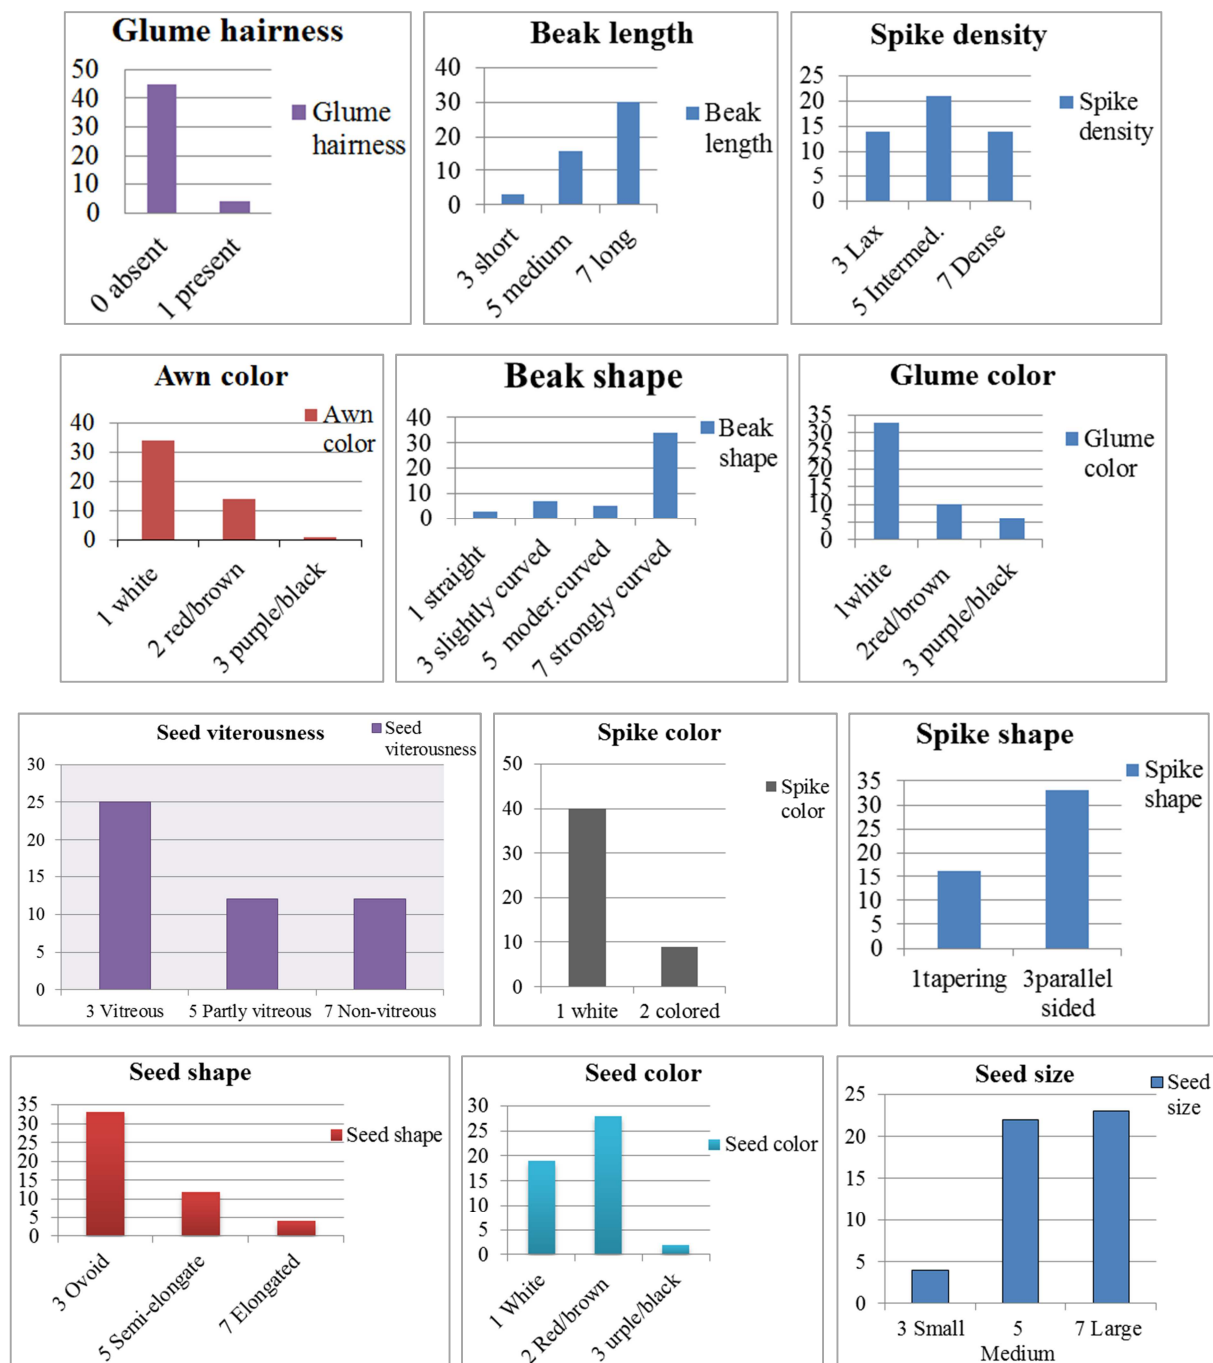 Glume hairness
50
40
30
20
10
0
0 absent
1 present
Glume
hairness
Beak length
40
30
20
10
0
3 short
5 medium
7 long
Beak
length
Spike density
25
20
15
10
5
0
3 Lax
5 Intermed.
7 Dense
Spike
density
Awn color
40
30
20
10
0
1 white
2 red/brown
3 purple/black
Awn
color
Beak shape
40
30
20
10
0
1 straight
3 slightly curved
5 moder.curved
7 strongly curved
Beak
shape
Glume color
35
30
25
20
15
10
5
0
1white
2red/brown
3 purple/black
Glume
color
Seed viterousness
30
25
20
15
10
5
0
3 Vitreous
5 Partly vitreous
7 Non-vitreous
Seed
viterousness
Spike color
50
40
30
20
10
0
1 white
2 colored
Spike
color
Spike shape
35
30
25
20
15
10
5
0
1tapering
3parallel
sided
Spike
shape
Seed shape
35
30
25
20
15
10
5
0
3 Ovoid
5 Semi-elongate
7 Elongated
Seed shape
Seed color
30
25
20
15
10
5
0
1 White
2 Red/brown
3 urple/black
Seed color
Seed size
25
20
15
10
5
0
3 Small
5
Medium
7 Large
Seed
size